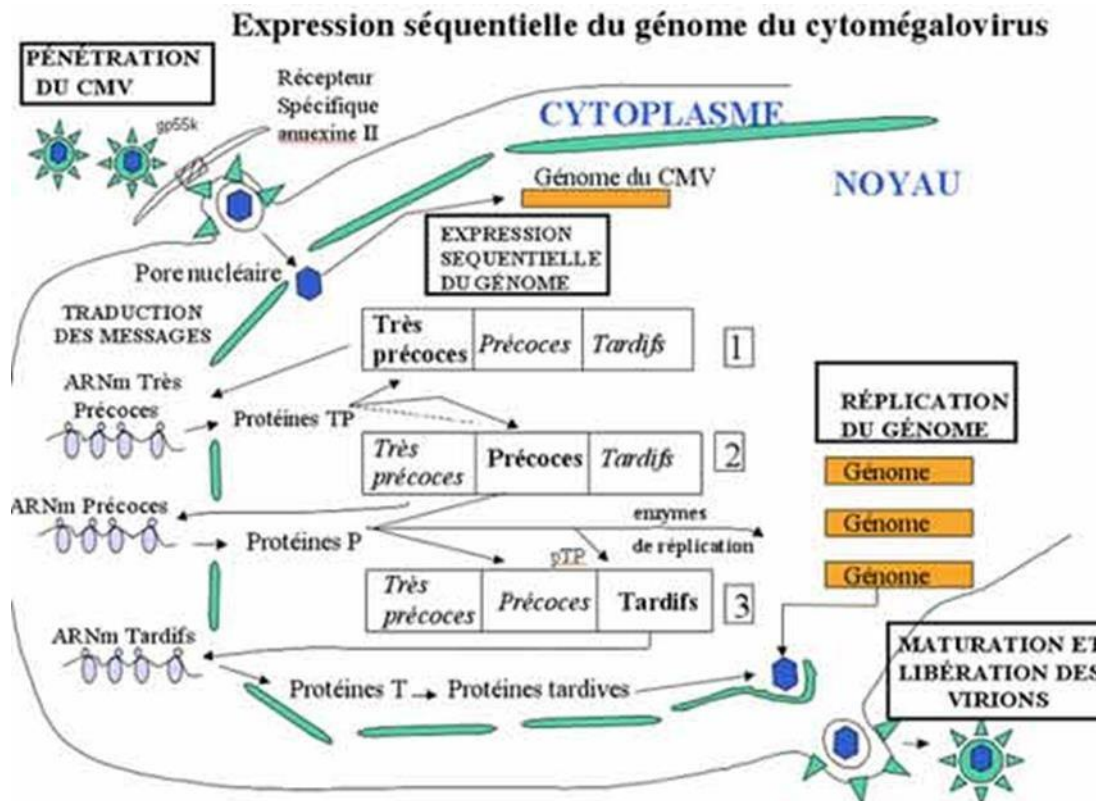 Expression séquentielle du génome du cytomégalovirus
PÉNÉTRATION
DU CMV
gp55k
Récepteur
Spécifique
annexine II
CYTOPLASME
NOYAU
Génome du CMV
EXPRESSION
SEQUENTIELLE
DU GÉNOME
Pore nucléaire
TRADUCTION
DES MESSAGES
Très
précoces
Précoces
Tardifs
1
ARNm Très
Précoces
Protéines TP
Très
précoces
Précoces
Tardifs
2
RÉPLICATION
DU GÉNOME
Génome
Génome
Génome
ARNm Précoces
Protéines P
enzymes
de réplication
pTP
Très
précoces
Précoces
Tardifs
3
ARNm Tardifs
Protéines T
Protéines tardives
MATURATION ET
LIBÉRATION DES
VIRIONS